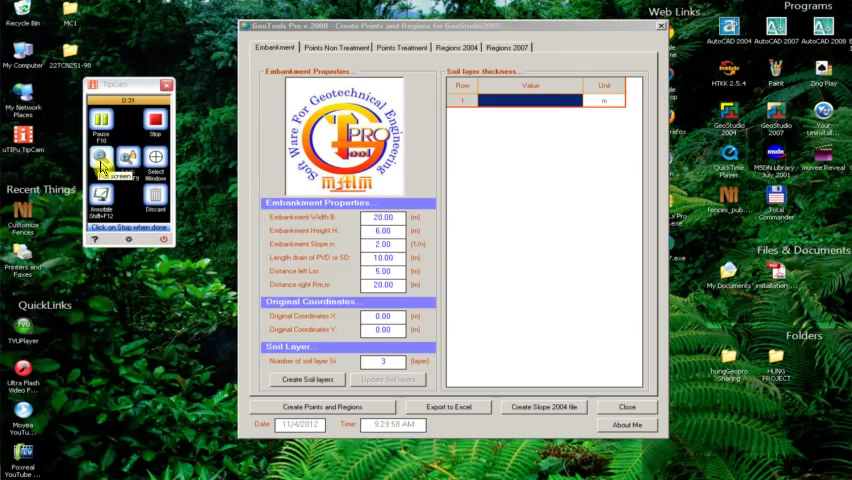 Recycle Bin
MC1
My Computer
22TCN251-98
My Network
Places
uTIPu TipCam
Recent Things
Customize
Fences
Printers and
Faxes
QuickLinks
TVUPlayer
Ultra Flash
Video F...
Moyea
YouTu...
Foxreal
YouTube ...
TipCam
0:31
Pause
F10
Stop
Select
Window
Annotate
Shift+F12
Discard
Click on Stop when done
GeoTools Pro v.2008 - Create Points and Regions for GeoStudio2007...
Embankment
Points Non Treatment
Points Treatment
Regions 2004
Regions 2007
Embankment Properties...
Soft Ware For Geotechnical Engineering
PRO
Tool
Embankment Properties...
Embankment Width B: 20.00 (m)
Embankment Height H: 6.00 (m)
Embankment Slope n: 2.00 (1/n)
Length drain of PVD or SD: 10.00 (m)
Distance left Lm: 5.00 (m)
Distance right Rm,m 20.00 (m)
Original Coordinates...
Original Coordinates X: 0.00 (m)
Original Coordinates Y: 0.00 (m)
Soil Layer...
Number of soil layer Si: 3 (layer)
Create Soil layers
Update Soil layers
Soil layer thickness...
Row Value Unit
1 m
Create Points and Regions
Export to Excel
Create Slope 2004 file
Close
Date: 11/4/2012 Time: 9:29:58 AM
About Me
Web Links
Programs
AutoCAD 2004
AutoCAD 2007
AutoCAD 2008
HTKK 2.5.4
Paint
Zing Play
GeoStudio
2004
GeoStudio
2007
Your
Uninstall...
QuickTime
Player
MSDN Library -
July 2001
muvee Reveal
fences_pub...
Total
Commander
Files & Documents
My Documents
installation-...
Folders
hungGeopro
Sharing
HUNG
PROJECT